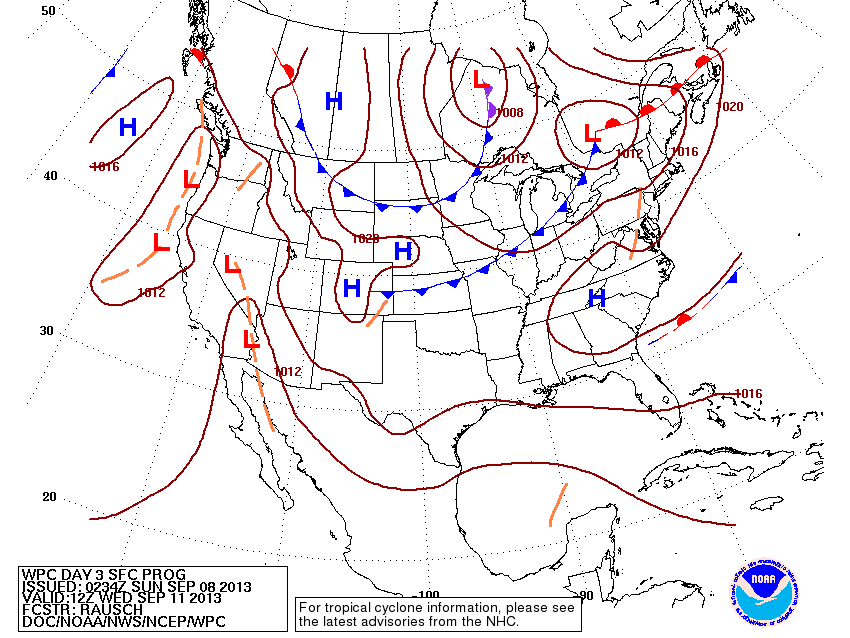 50
H
L
H
1008
1020
H
L
1012
1012
1016
1016
40
L
L
1020
H
L
H
H
1012
30
L
1012
1016
20
-100
-90
WPC DAY 3 SFC PROG
ISSUED: 0234Z SUN SEP 08 2013
VALID:12Z WED SEP 11 2013
FCSTR: RAUSCH
DOC/NOAA/NWS/NCEP/WPC
For tropical cyclone information, please see
the latest advisories from the NHC.
NOAA